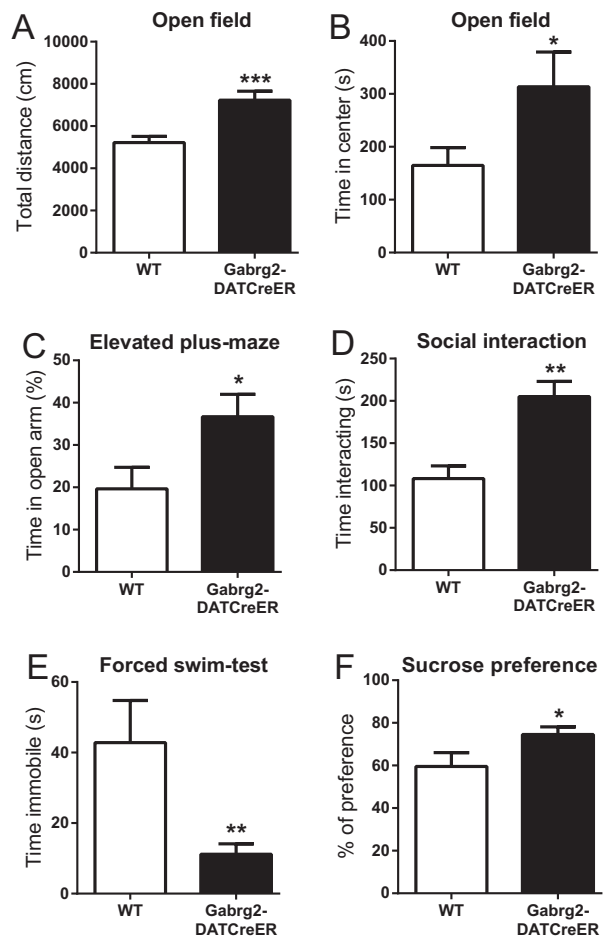 A
Open field
Total distance (cm)
10000
8000
6000
4000
2000
0
***
WT
Gabrg2-
DATCreER
B
Open field
Time in center (s)
400
300
200
100
0
*
WT
Gabrg2-
DATCreER
C
Elevated plus-maze
Time in open arm (%)
50
40
30
20
10
0
*
WT
Gabrg2-
DATCreER
D
Social interaction
Time interacting (s)
250
200
150
100
50
0
**
WT
Gabrg2-
DATCreER
E
Forced swim-test
Time immobile (s)
60
40
20
0
**
WT
Gabrg2-
DATCreER
F
Sucrose preference
% of preference
100
80
60
40
20
0
*
WT
Gabrg2-
DATCreER